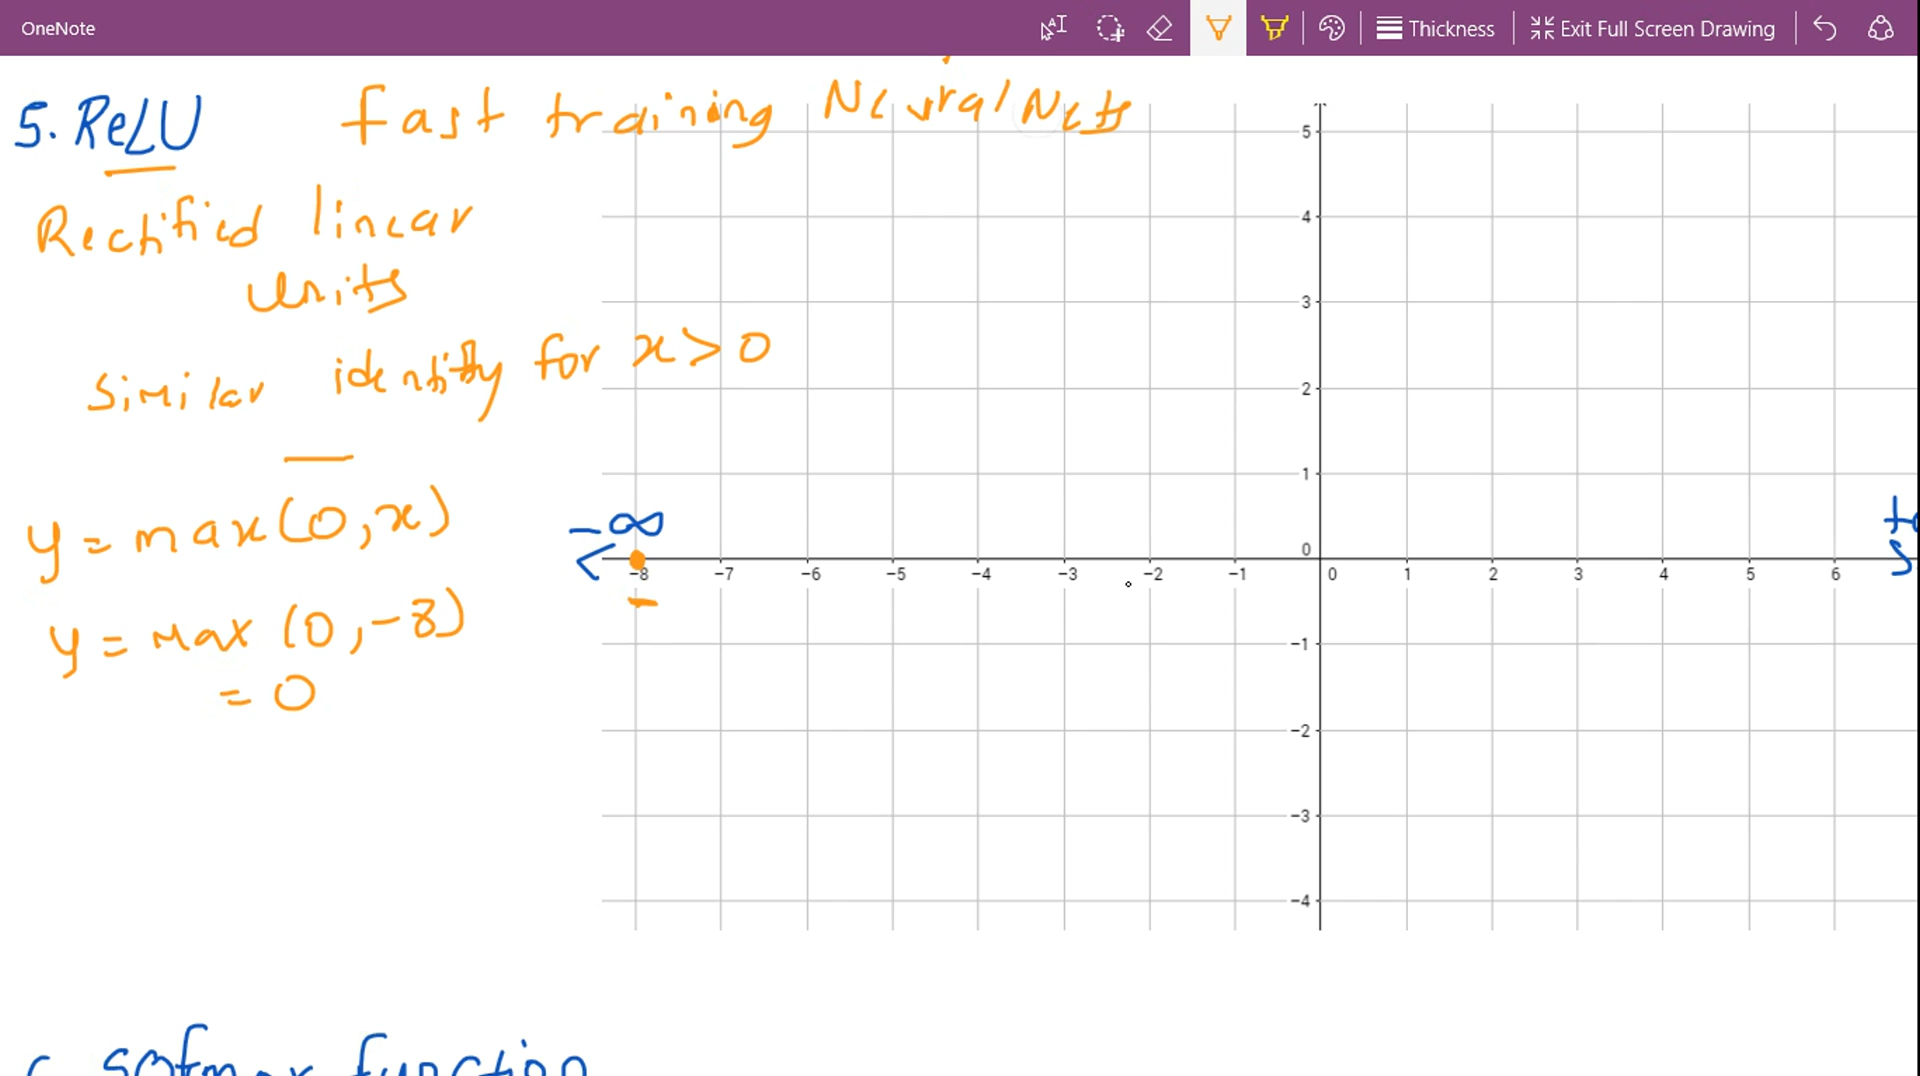 OneNote
Thickness
Exit Full Screen Drawing
5. ReLU
fast training Neural Nets
Rectified linear
units
Similar identity for x > 0
y = max(0,x)
y = Max (0,-8)
= 0
-∞
5
4
3
2
1
0
-8 -7 -6 -5 -4 -3 -2 -1 0 1 2 3 4 5 6
-1
-2
-3
-4
function